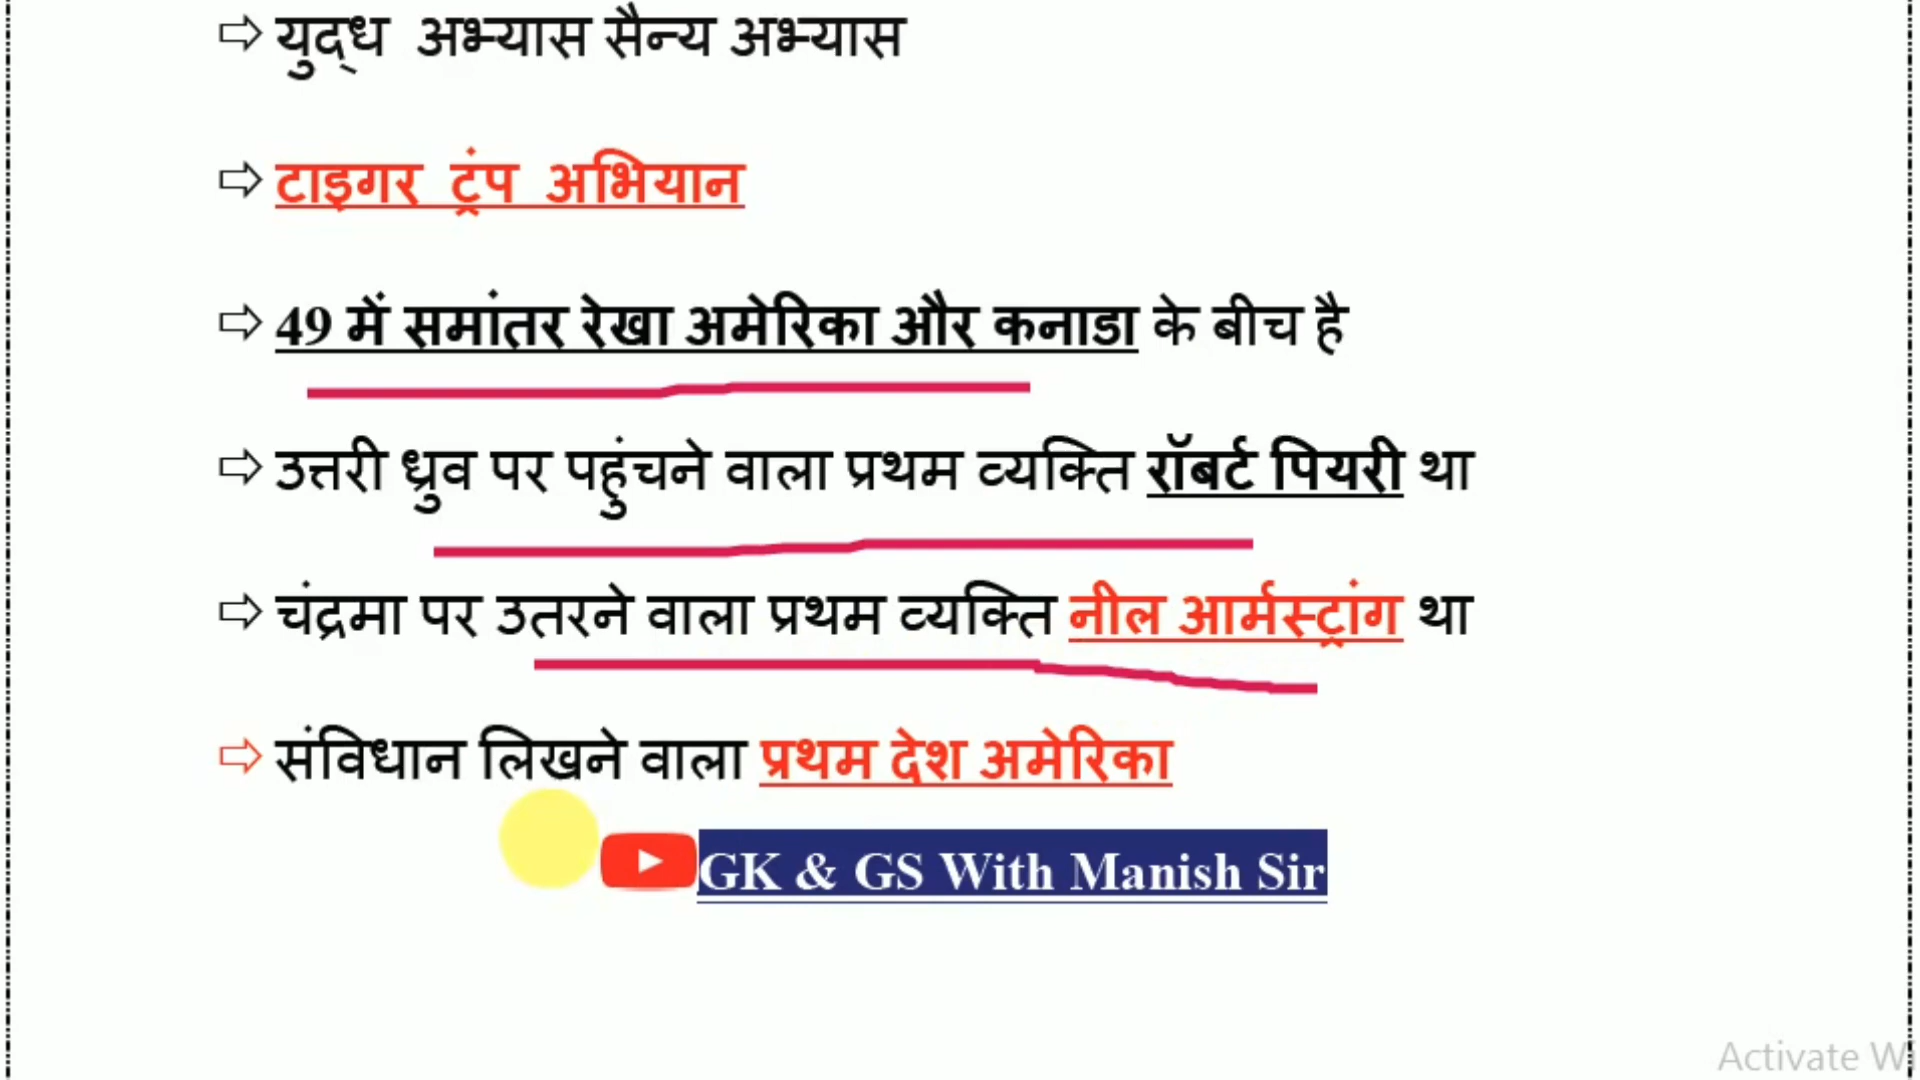 ⇨ युद्ध अभ्यास सैन्य अभ्यास
⇨ टाइगर ट्रंप अभियान
⇨ 49 में समांतर रेखा अमेरिका और कनाडा के बीच है
⇨ उत्तरी ध्रुव पर पहुंचने वाला प्रथम व्यक्ति रॉबर्ट पियरी था
⇨ चंद्रमा पर उतरने वाला प्रथम व्यक्ति नील आर्मस्ट्रांग था
⇨ संविधान लिखने वाला प्रथम देश अमेरिका
GK & GS With Manish Sir
Activate W